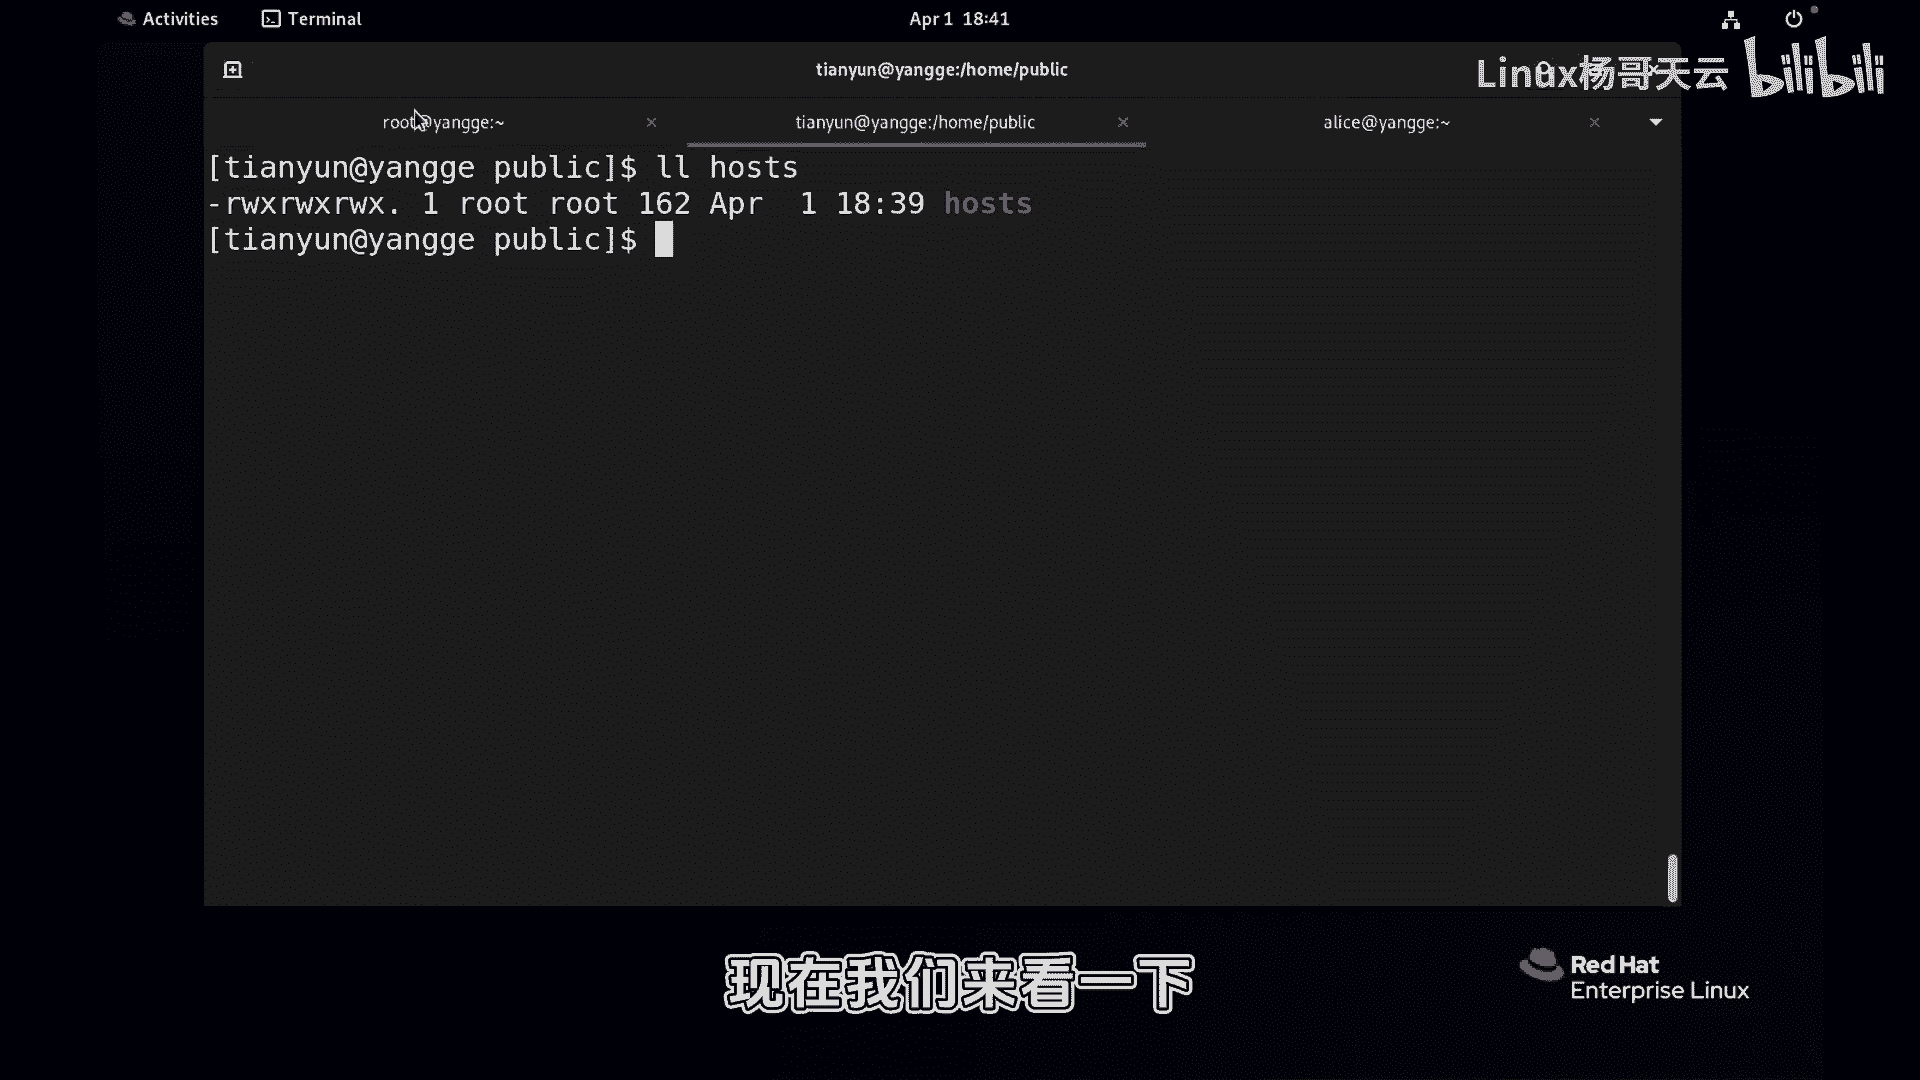 Activities Terminal Apr 1 18:41
tianyun@yangge:/home/public
Linux杨哥天云 bilibili
root@yangge:~ tianyun@yangge:/home/public alice@yangge:~
[tianyun@yangge public]$ ll hosts
-rwxrwxrwx. 1 root root 162 Apr  1 18:39 hosts
[tianyun@yangge public]$
现在我们来看一下
Red Hat
Enterprise Linux